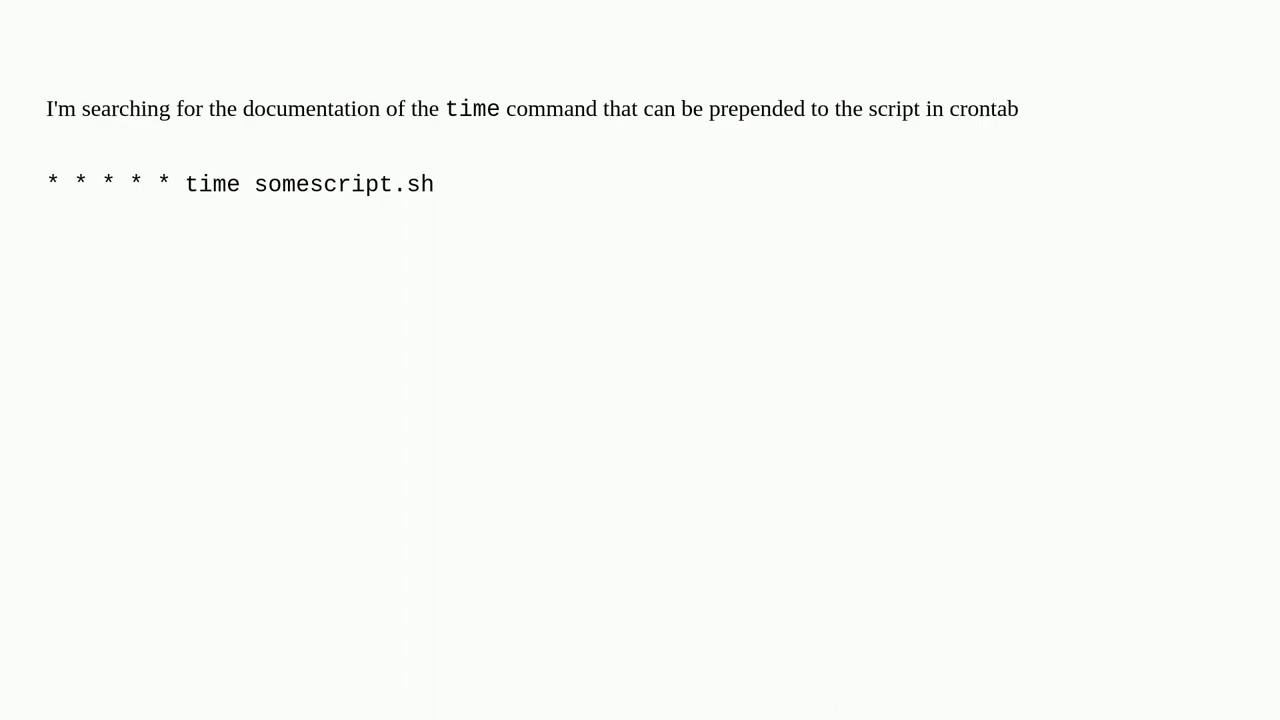 I'm searching for the documentation of the time command that can be prepended to the script in crontab
* * * * * time somescript.sh